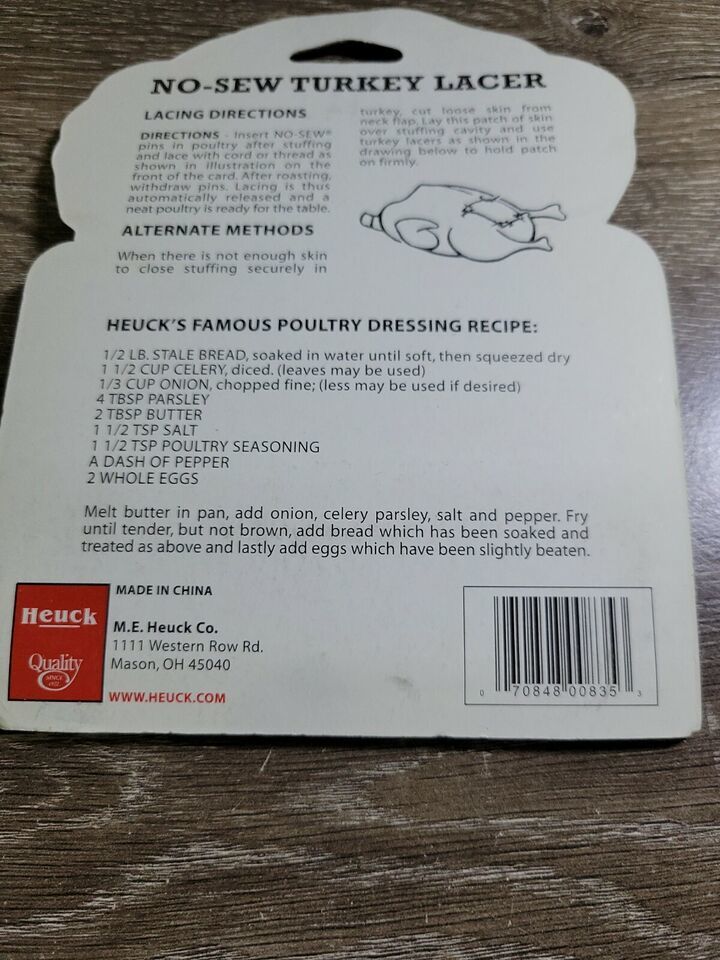 NO-SEW TURKEY LACER
LACING DIRECTIONS
DIRECTIONS - Insert NO-SEW®
pins in poultry after stuffing
and lace with cord or thread as
shown in illustration on the
front of the card. After roasting,
withdraw pins. Lacing is thus
automatically released and a
neat poultry is ready for the table.
ALTERNATE METHODS
When there is not enough skin
to close stuffing securely in
turkey, cut loose skin from
neck flap. Lay this patch of skin
over stuffing cavity and use
turkey lacers as shown in the
drawing below to hold patch
on firmly.
HEUCK'S FAMOUS POULTRY DRESSING RECIPE:
1/2 LB. STALE BREAD, soaked in water until soft, then squeezed dry
1 1/2 CUP CELERY, diced. (leaves may be used)
1/3 CUP ONION, chopped fine; (less may be used if desired)
4 TBSP PARSLEY
2 TBSP BUTTER
1 1/2 TSP SALT
1 1/2 TSP POULTRY SEASONING
A DASH OF PEPPER
2 WHOLE EGGS
Melt butter in pan, add onion, celery parsley, salt and pepper. Fry
until tender, but not brown, add bread which has been soaked and
treated as above and lastly add eggs which have been slightly beaten.
Heuck
Quality
SINCE
MADE IN CHINA
M.E. Heuck Co.
1111 Western Row Rd.
Mason, OH 45040
WWW.HEUCK.COM
0 70848 00835 3